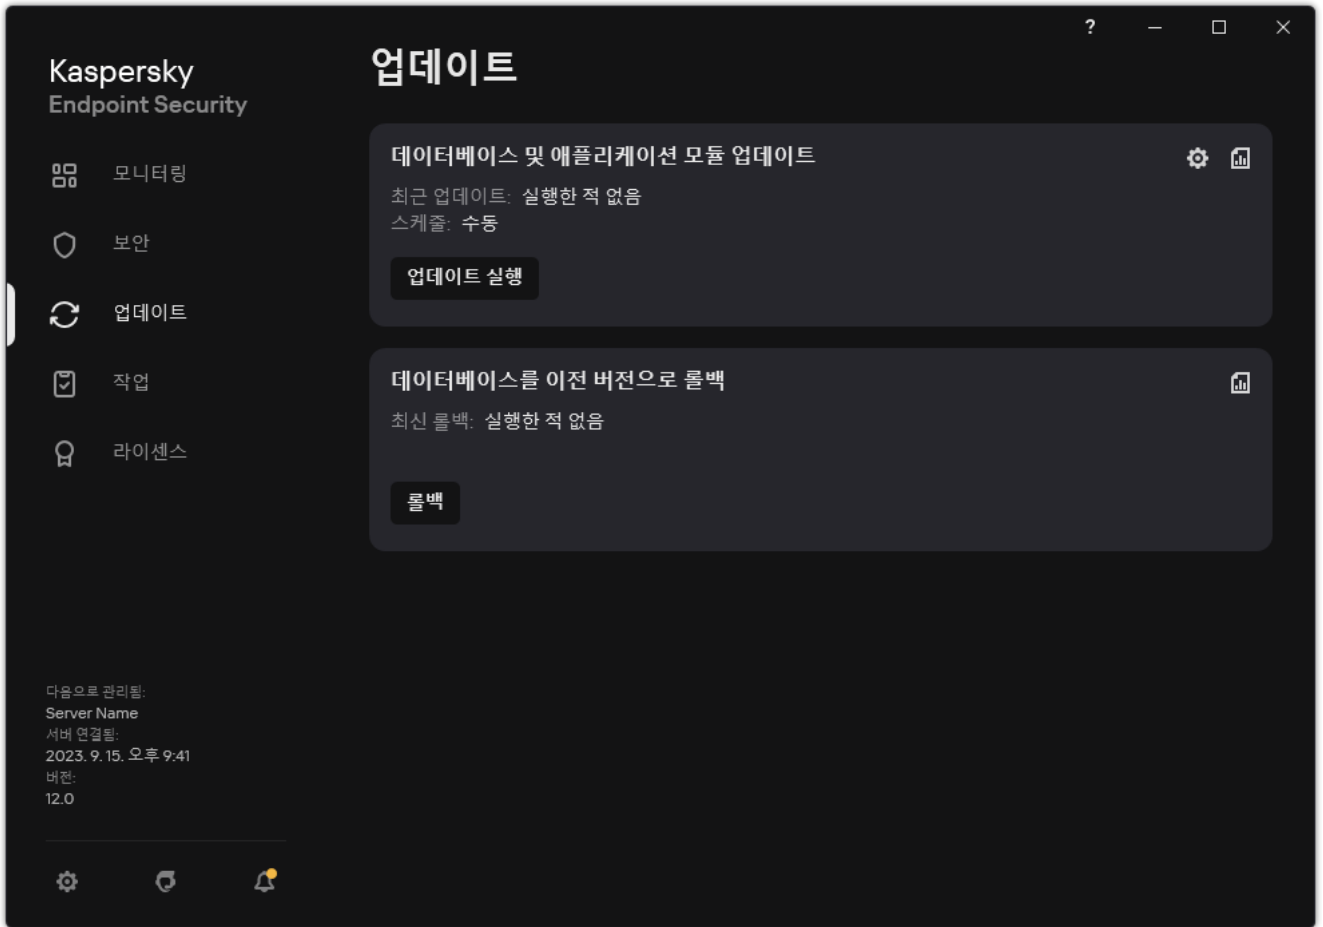 ?
Kaspersky
Endpoint Security
모니터링
보안
업데이트
작업
라이센스
다음으로 관리됨:
Server Name
서버 연결됨:
2023. 9. 15. 오후 9:41
버전:
12.0
업데이트
데이터베이스 및 애플리케이션 모듈 업데이트
최근 업데이트: 실행한 적 없음
스케줄: 수동
업데이트 실행
데이터베이스를 이전 버전으로 롤백
최신 롤백: 실행한 적 없음
롤백